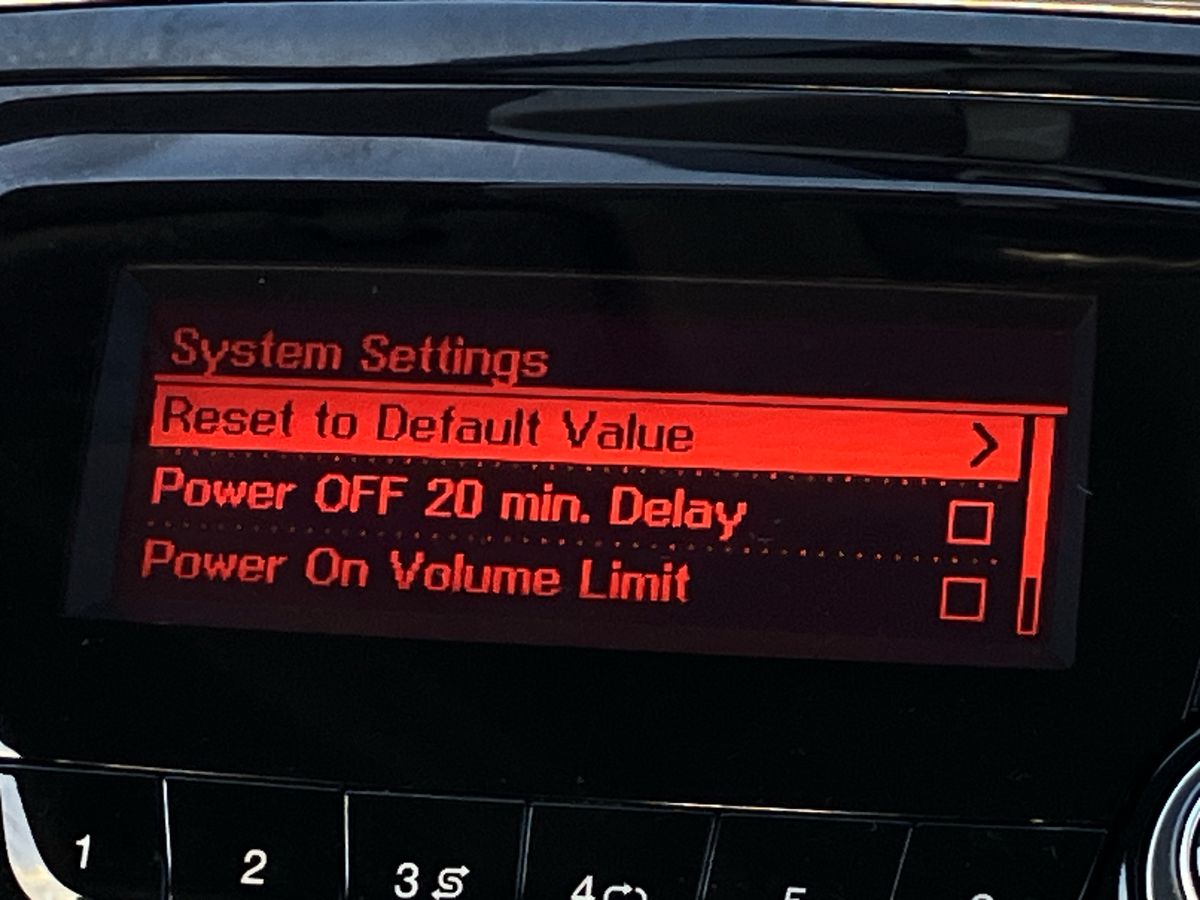 System Settings
Reset to Default Value >
Power OFF 20 min. Delay
Power On Volume Limit
1 2 3 4 5